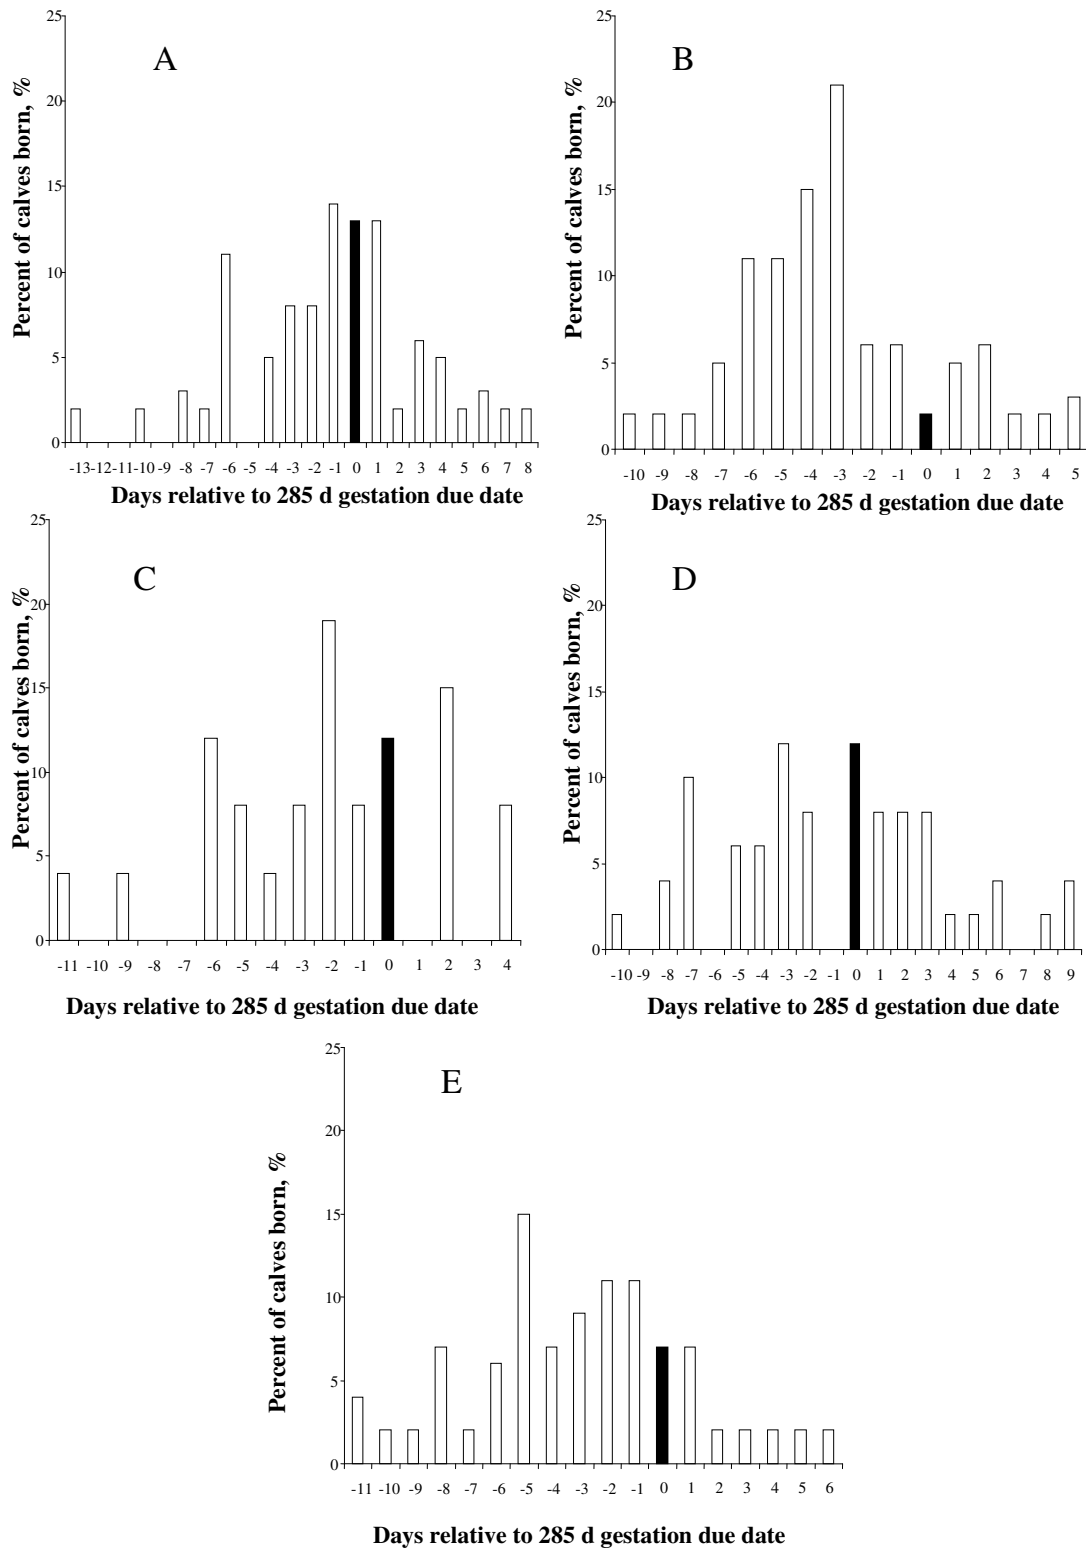 A
Percent of calves born, %
25
20
15
10
5
0
-13 -12 -11 -10 -9 -8 -7 -6 -5 -4 -3 -2 -1 0 1 2 3 4 5 6 7 8
Days relative to 285 d gestation due date
B
Percent of calves born, %
25
20
15
10
5
0
-10 -9 -8 -7 -6 -5 -4 -3 -2 -1 0 1 2 3 4 5
Days relative to 285 d gestation due date
C
Percent of calves born, %
25
20
15
10
5
0
-11 -10 -9 -8 -7 -6 -5 -4 -3 -2 -1 0 1 2 3 4
Days relative to 285 d gestation due date
D
Percent of calves born, %
25
20
15
10
5
0
-10 -9 -8 -7 -6 -5 -4 -3 -2 -1 0 1 2 3 4 5 6 7 8 9
Days relative to 285 d gestation due date
E
Percent of calves born, %
25
20
15
10
5
0
-11 -10 -9 -8 -7 -6 -5 -4 -3 -2 -1 0 1 2 3 4 5 6
Days relative to 285 d gestation due date